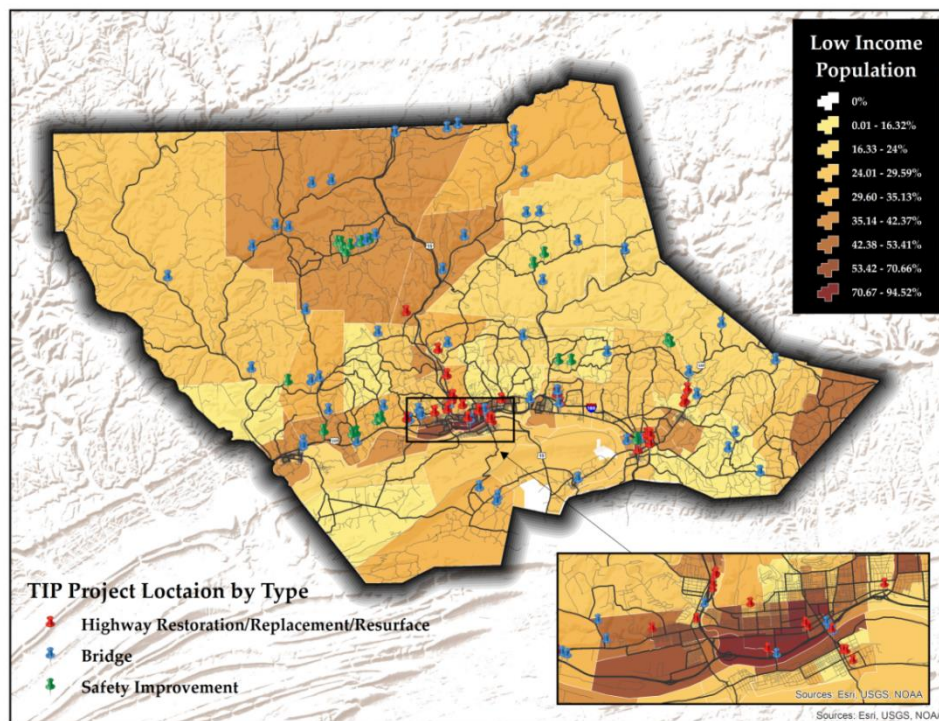 Low Income
Population
0%
0.01 - 16.32%
16.33 - 24%
24.01 - 29.59%
29.60 - 35.13%
35.14 - 42.37%
42.38 - 53.41%
53.42 - 70.66%
70.67 - 94.52%
TIP Project Loctaion by Type
Highway Restoration/Replacement/Resurface
Bridge
Safety Improvement
Sources: Esri, USGS, NOAA
Sources: Esri, USGS, NOA